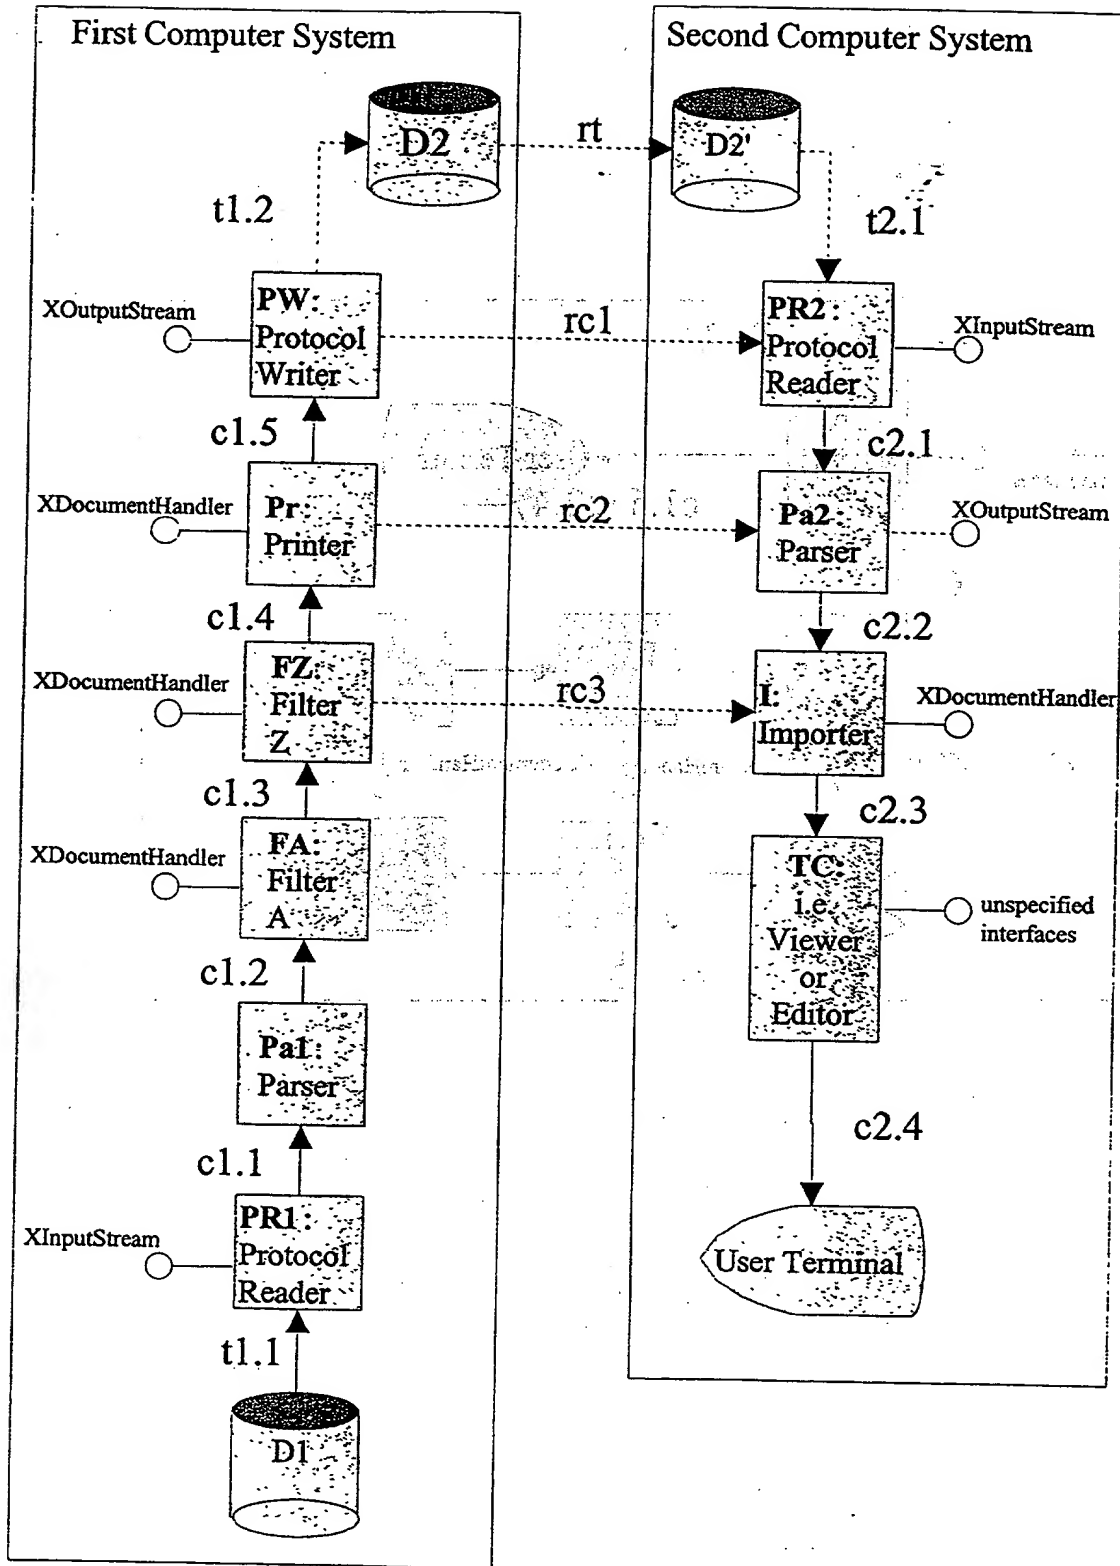 First Computer System
D2
t1.2
XOutputStream
PW:
Protocol
Writer
c1.5
XDocumentHandler
Pr:
Printer
c1.4
XDocumentHandler
FZ:
Filter
Z
c1.3
XDocumentHandler
FA:
Filter
A
c1.2
Pa1:
Parser
c1.1
XInputStream
PR1:
Protocol
Reader
t1.1
D1
rt
rc1
rc2
rc3
Second Computer System
D2'
t2.1
PR2:
Protocol
Reader
XInputStream
c2.1
Pa2:
Parser
XOutputStream
c2.2
I:
Importer
XDocumentHandler
c2.3
TC:
i.e
Viewer
or
Editor
unspecified
interfaces
c2.4
User Terminal